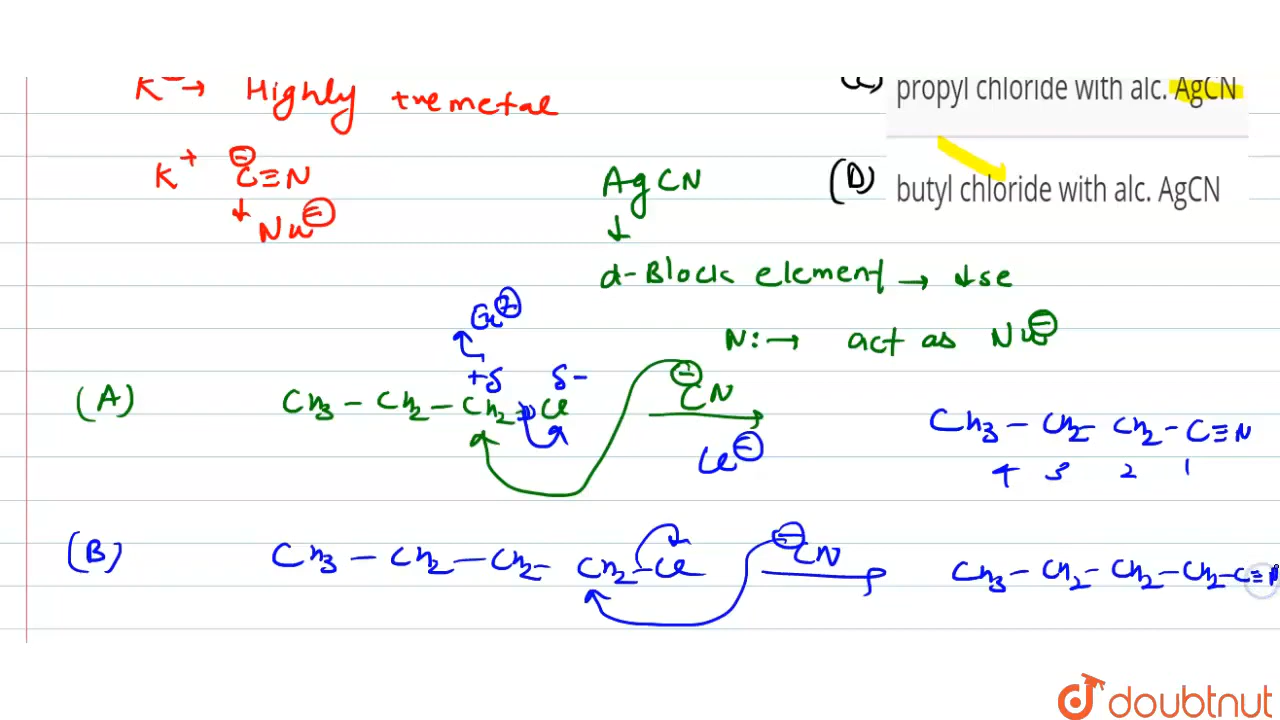 K → Highly +ve metal
propyl chloride with alc. AgCN
K+ ⊖C≡N
↓
Nu⊖
AgCN
↓
(D) butyl chloride with alc. AgCN
d-Block element → ↓se
N: → act as Nu⊖
+δ δ-
(A) CH3 - CH2 - CH2 - Cl ⊖CN
Cl⊖
CH3 - CH2 - CH2 - C≡N
4 3 2 1
(B) CH3 - CH2 - CH2 - CH2 - Cl ⊖CN
CH3 - CH2 - CH2 - CH2 - C≡N
doubtnut